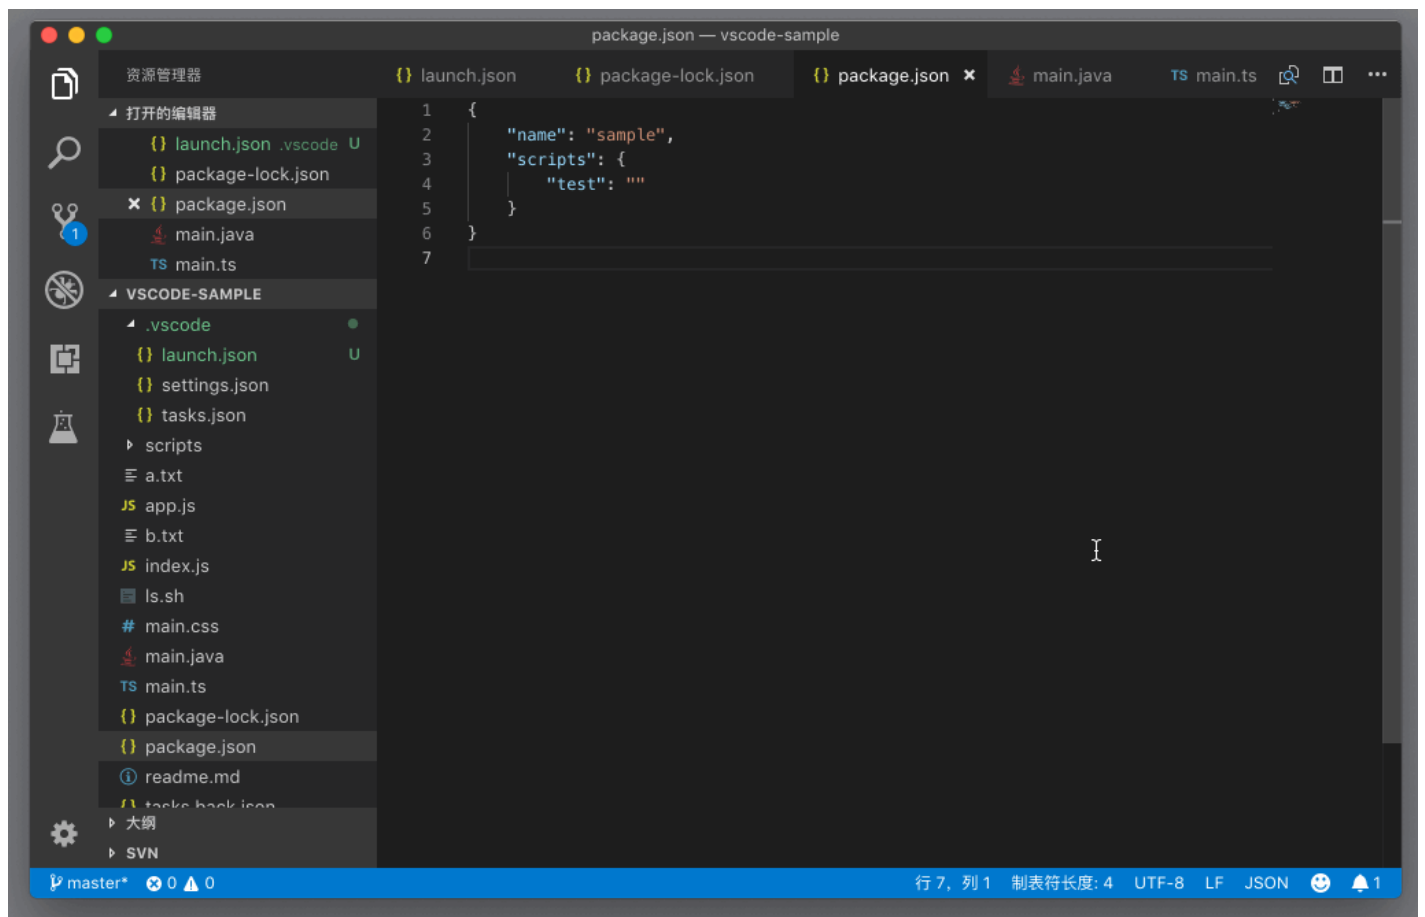 package.json — vscode-sample
资源管理器
{} launch.json {} package-lock.json {} package.json × main.java TS main.ts ···
打开的编辑器
{} launch.json .vscode U
{} package-lock.json
× {} package.json
main.java
TS main.ts
VSCODE-SAMPLE
.vscode
{} launch.json U
{} settings.json
{} tasks.json
scripts
a.txt
JS app.js
b.txt
JS index.js
ls.sh
# main.css
main.java
TS main.ts
{} package-lock.json
{} package.json
readme.md
{} tasks.back.json
大纲
SVN
1
1 {
2 "name": "sample",
3 "scripts": {
4 "test": ""
5 }
6 }
7
master* 0 0 行 7，列 1 制表符长度: 4 UTF-8 LF JSON 1